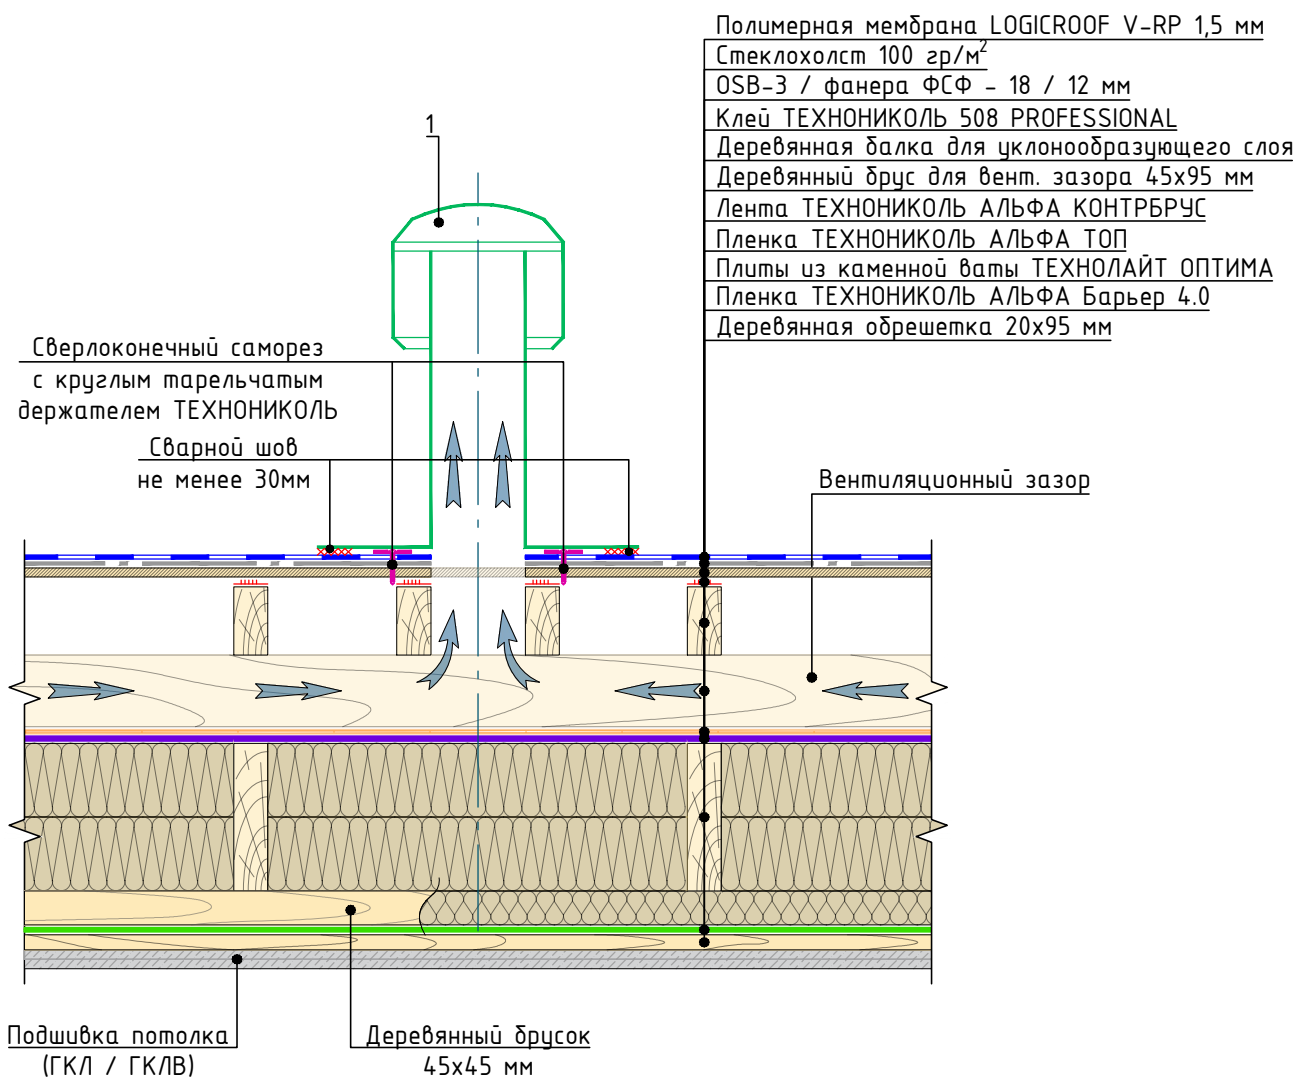 Полимерная мембрана LOGICROOF V-RP 1,5 мм
Стеклохолст 100 гр/м²
OSB-3 / фанера ФСФ - 18 / 12 мм
Клей ТЕХНОНИКОЛЬ 508 PROFESSIONAL
Деревянная балка для уклонообразующего слоя
Деревянный брус для вент. зазора 45х95 мм
Лента ТЕХНОНИКОЛЬ АЛЬФА КОНТРБРУС
Пленка ТЕХНОНИКОЛЬ АЛЬФА ТОП
Плиты из каменной ваты ТЕХНОЛАЙТ ОПТИМА
Пленка ТЕХНОНИКОЛЬ АЛЬФА Барьер 4.0
Деревянная обрешетка 20х95 мм
1
Сверлоконечный саморез
с круглым тарельчатым
держателем ТЕХНОНИКОЛЬ
Сварной шов
не менее 30мм
Вентиляционный зазор
Подшивка потолка
(ГКЛ / ГКЛВ)
Деревянный брусок
45х45 мм